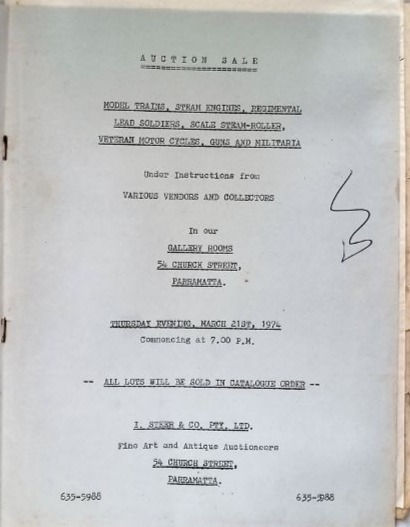 AUCTION SALE
MODEL TRAINS, STEAM ENGINES, REGIMENTAL
LEAD SOLDIERS, SCALE STEAM-ROLLER,
VETERAN MOTOR CYCLES, GUNS AND MILITARIA
Under Instructions from
VARIOUS VENDORS AND COLLECTORS
In our
GALLERY ROOMS
54 CHURCH STREET,
PARRAMATTA.
THURSDAY EVENING, MARCH 21ST, 1974
Commencing at 7.00 P.M.
-- ALL LOTS WILL BE SOLD IN CATALOGUE ORDER --
I. STEER & CO. PTY. LTD.
Fine Art and Antique Auctioneers
54 CHURCH STREET,
PARRAMATTA.
635-5988 635-5988